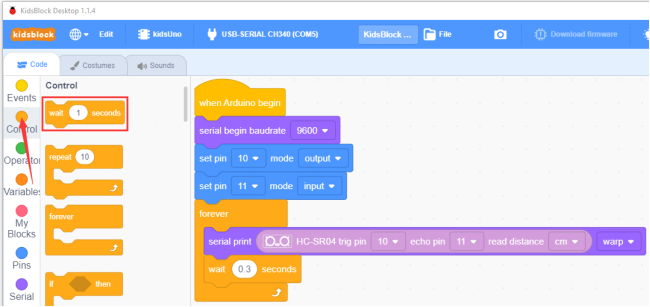 KidsBlock Desktop 1.1.4
kidsblock Edit kidsUno USB-SERIAL CH340 (COM5) KidsBlock ... File Download firmware
Code Costumes Sounds
Events
Control
Operato
Variable
My
Blocks
Pins
Serial
Control
wait 1 seconds
repeat 10
forever
if then
when Arduino begin
serial begin baudrate 9600
set pin 10 mode output
set pin 11 mode input
forever
serial print HC-SR04 trig pin 10 echo pin 11 read distance cm warp
wait 0.3 seconds